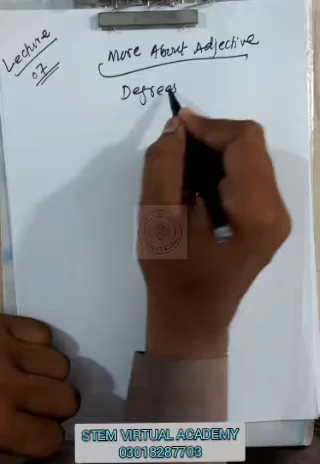 Lecture
07
More About Adjective
Degrees
STEM VIRTUAL ACADEMY
03018287703